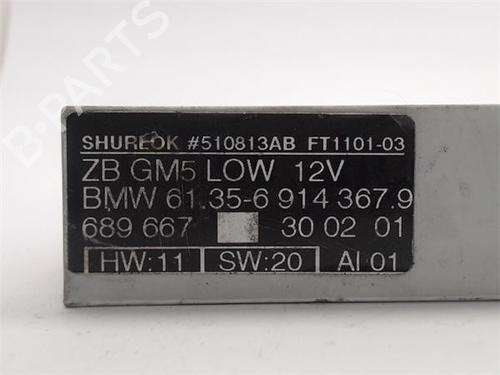 SHURLOK #510813AB FT1101-03
ZB GM5 LOW 12V
BMW 61.35-6 914 367.9
689 667 30 02 01
HW:11 SW:20 AI 01
B-PARTS